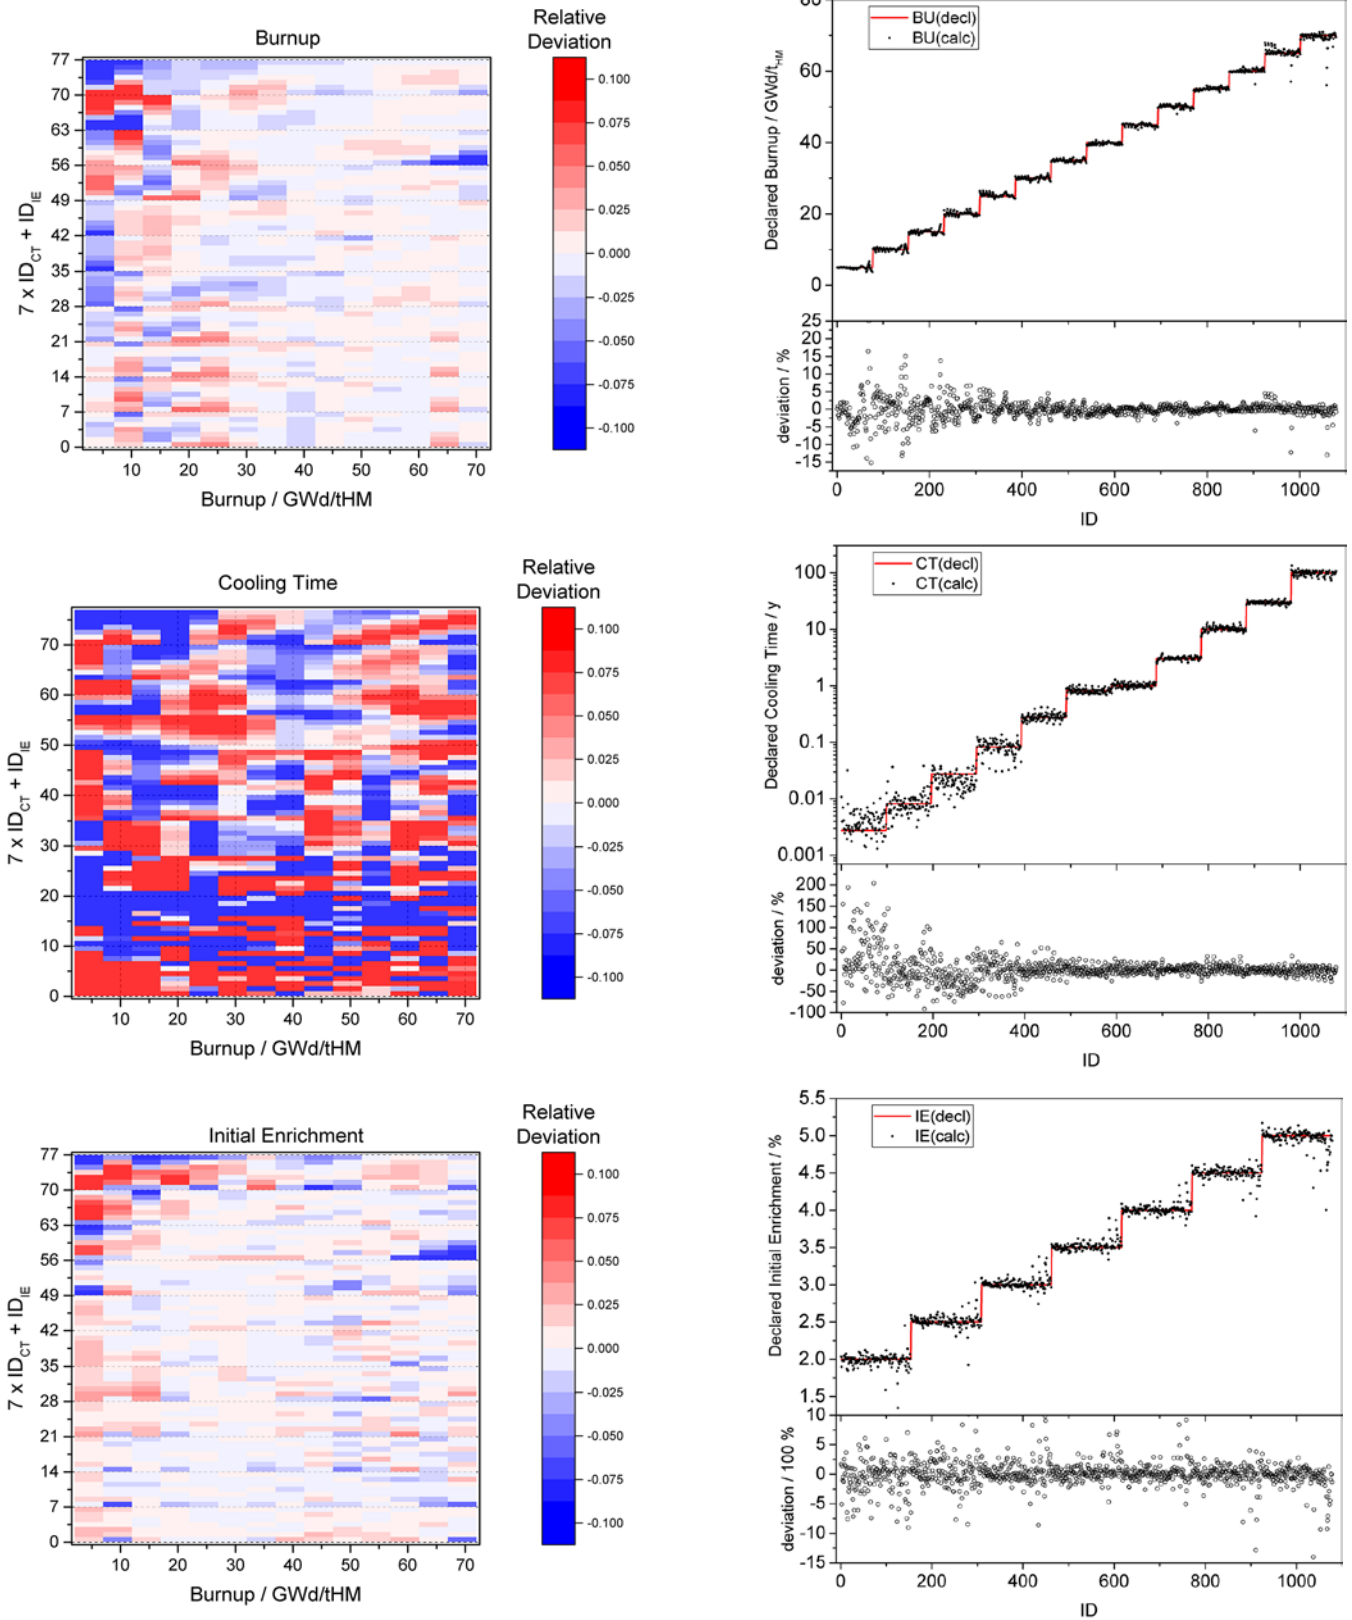 Burnup
Relative
Deviation
77
70
63
56
49
42
35
28
21
14
7
0
7 x ID_CT + ID_IE
10 20 30 40 50 60 70
Burnup / GWd/tHM
0.100
0.075
0.050
0.025
0.000
-0.025
-0.050
-0.075
-0.100
80
60
40
20
0
Declared Burnup / GWd/t_HM
BU(decl)
BU(calc)
25
20
15
10
5
0
-5
-10
-15
deviation / %
0 200 400 600 800 1000
ID
Cooling Time
Relative
Deviation
70
60
50
40
30
20
10
0
7 x ID_CT + ID_IE
10 20 30 40 50 60 70
Burnup / GWd/tHM
0.100
0.075
0.050
0.025
0.000
-0.025
-0.050
-0.075
-0.100
CT(decl)
CT(calc)
100
10
1
0.1
0.01
0.001
Declared Cooling Time / y
200
150
100
50
0
-50
-100
deviation / %
0 200 400 600 800 1000
ID
Initial Enrichment
Relative
Deviation
77
70
63
56
49
42
35
28
21
14
7
0
7 x ID_CT + ID_IE
10 20 30 40 50 60 70
Burnup / GWd/tHM
0.100
0.075
0.050
0.025
0.000
-0.025
-0.050
-0.075
-0.100
IE(decl)
IE(calc)
5.5
5.0
4.5
4.0
3.5
3.0
2.5
2.0
1.5
Declared Initial Enrichment / %
10
5
0
-5
-10
-15
deviation / 100 %
0 200 400 600 800 1000
ID